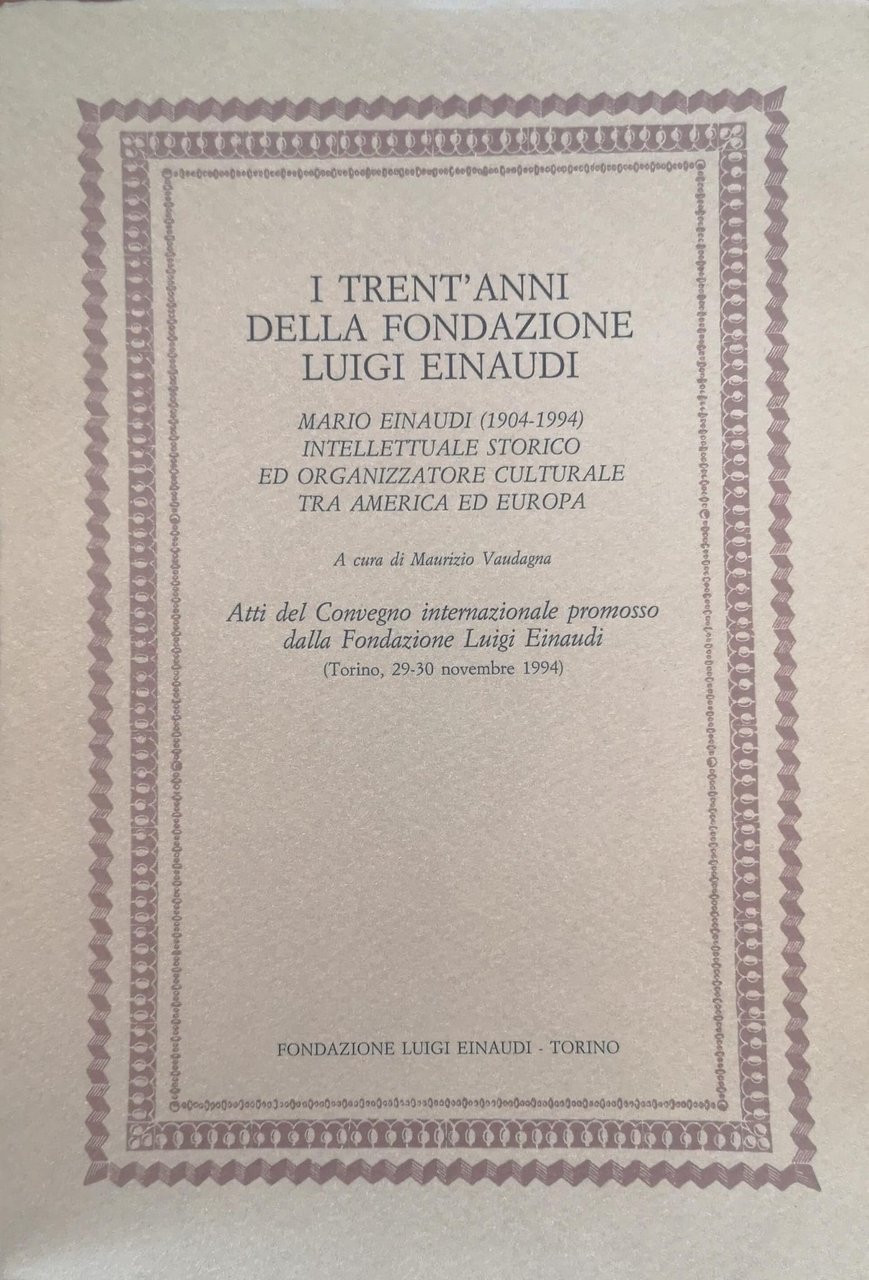 I TRENT'ANNI
DELLA FONDAZIONE
LUIGI EINAUDI
MARIO EINAUDI (1904-1994)
INTELLETTUALE STORICO
ED ORGANIZZATORE CULTURALE
TRA AMERICA ED EUROPA
A cura di Maurizio Vaudagna
Atti del Convegno internazionale promosso
dalla Fondazione Luigi Einaudi
(Torino, 29-30 novembre 1994)
FONDAZIONE LUIGI EINAUDI - TORINO